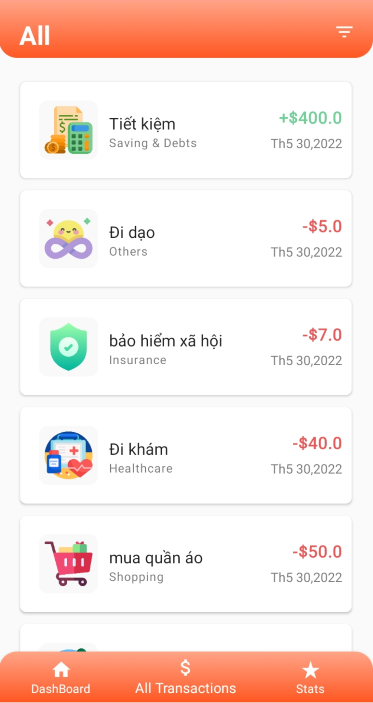 All
Tiết kiệm
+$400.0
Saving & Debts
Th5 30,2022
Đi dạo
-$5.0
Others
Th5 30,2022
bảo hiểm xã hội
-$7.0
Insurance
Th5 30,2022
Đi khám
-$40.0
Healthcare
Th5 30,2022
mua quần áo
-$50.0
Shopping
Th5 30,2022
DashBoard
All Transactions
Stats